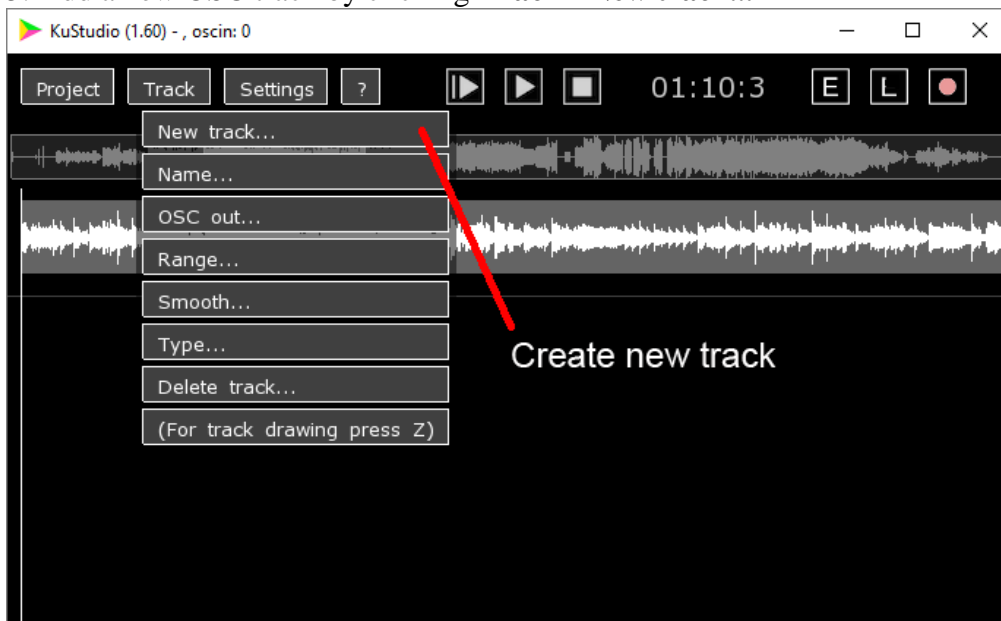 KuStudio (1.60) - , oscin: 0
Project Track Settings ? 01:10:3 E L
New track...
Name...
OSC out...
Range...
Smooth...
Type...
Delete track...
(For track drawing press Z)
Create new track